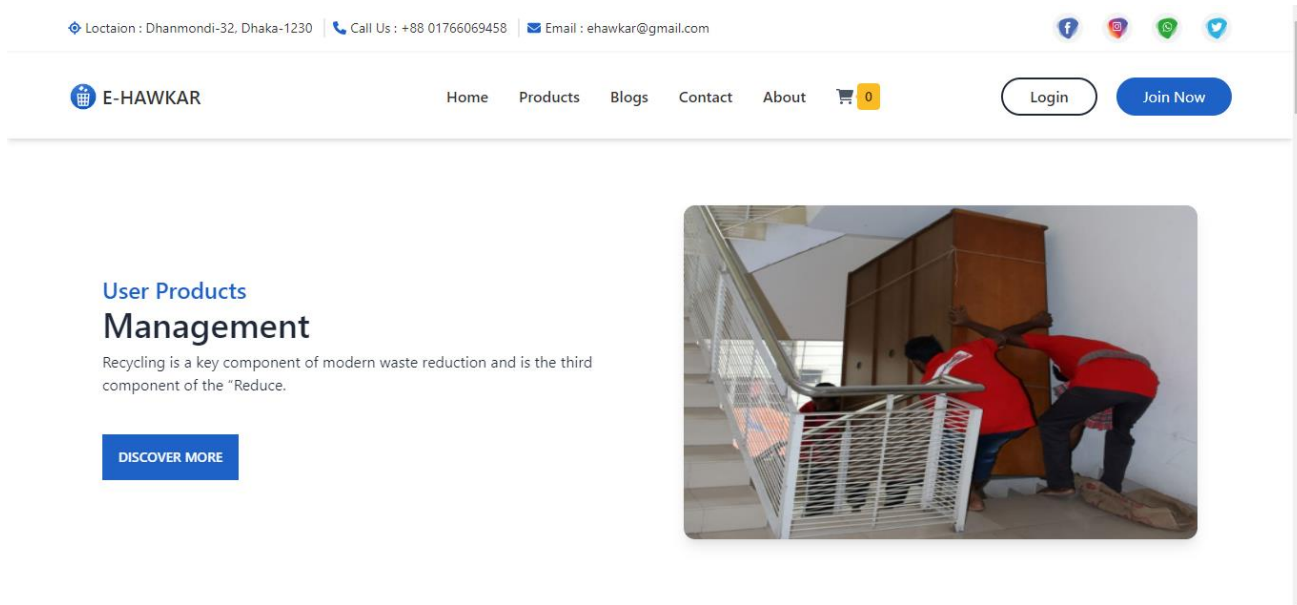 Loctaion : Dhanmondi-32, Dhaka-1230 Call Us : +88 01766069458 Email : ehawkar@gmail.com
E-HAWKAR Home Products Blogs Contact About 0 Login Join Now
User Products
Management
Recycling is a key component of modern waste reduction and is the third
component of the “Reduce.
DISCOVER MORE